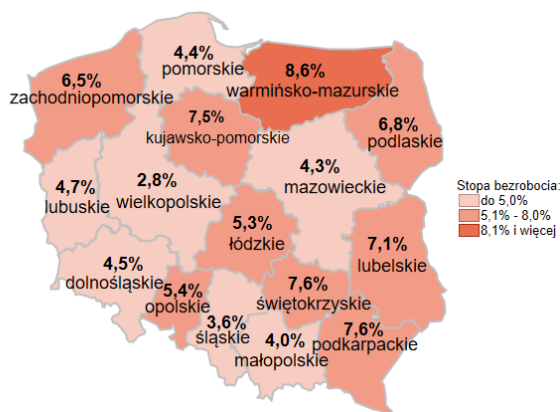 4,4%
pomorskie
8,6%
warmińsko-mazurskie
6,5%
zachodniopomorskie
7,5%
kujawsko-pomorskie
6,8%
podlaskie
4,7%
lubuskie
2,8%
wielkopolskie
4,3%
mazowieckie
Stopa bezrobocia:
do 5,0%
5,1% - 8,0%
8,1% i więcej
5,3%
łódzkie
7,1%
lubelskie
4,5%
dolnośląskie
5,4%
opolskie
3,6%
śląskie
7,6%
świętokrzyskie
4,0%
małopolskie
7,6%
podkarpackie